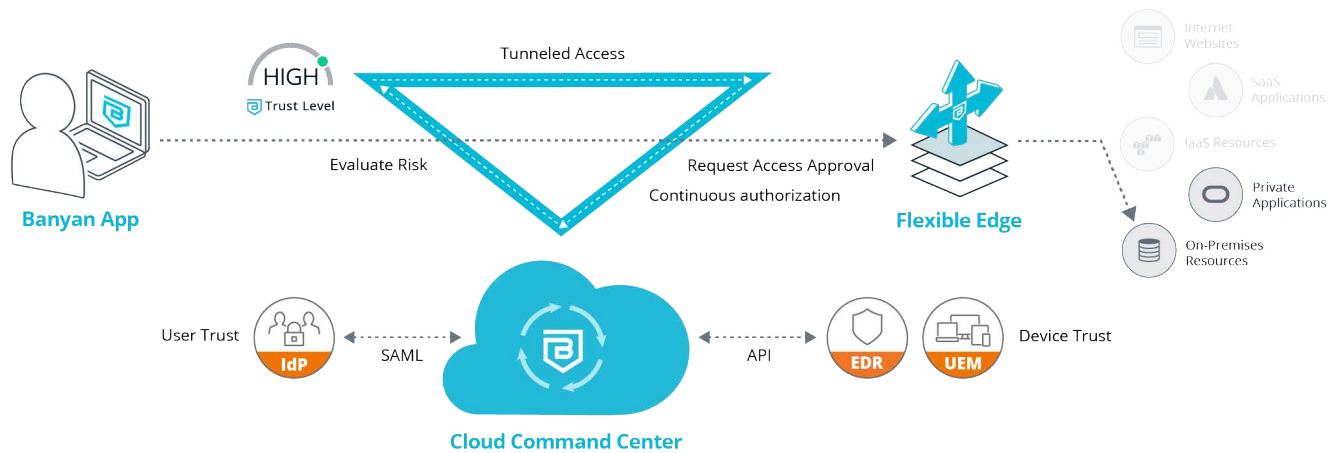 Internet
Websites
Tunneled Access
HIGH
SaaS
Applications
Trust Level
IaaS Resources
Evaluate Risk
Request Access Approval
Continuous authorization
Private
Applications
Banyan App
Flexible Edge
On-Premises
Resources
User Trust
IdP
SAML
B
API
EDR
UEM
Device Trust
Cloud Command Center